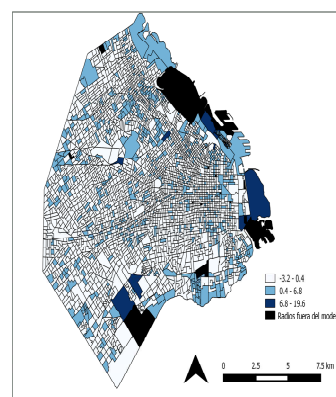 -3.2 - 0.4
0.4 - 6.8
6.8 - 19.6
Radios fuera del mode
0 2.5 5 7.5 km